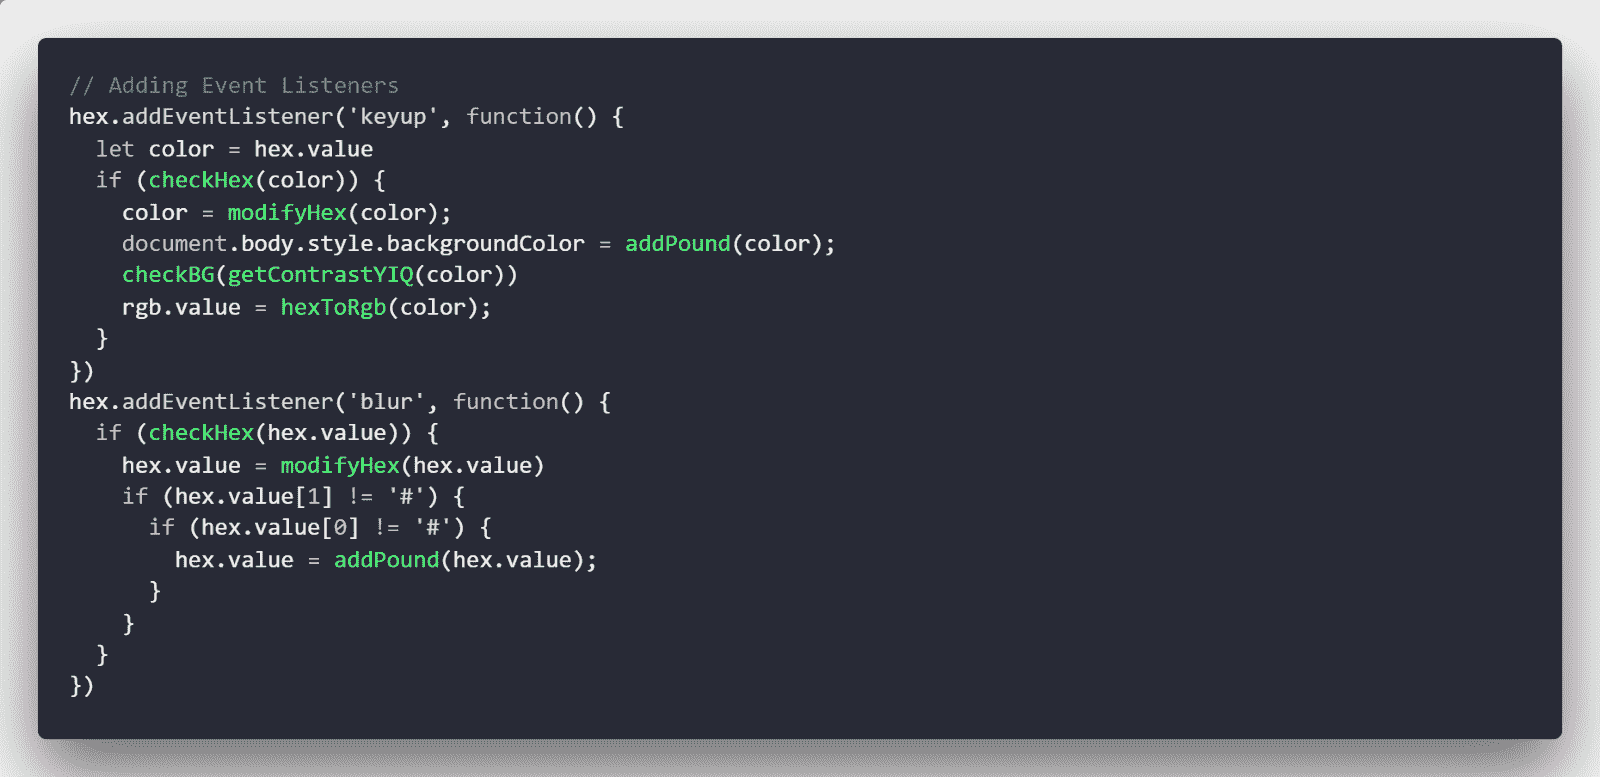 // Adding Event Listeners
hex.addEventListener('keyup', function() {
  let color = hex.value
  if (checkHex(color)) {
    color = modifyHex(color);
    document.body.style.backgroundColor = addPound(color);
    checkBG(getContrastYIQ(color))
    rgb.value = hexToRgb(color);
  }
})
hex.addEventListener('blur', function() {
  if (checkHex(hex.value)) {
    hex.value = modifyHex(hex.value)
    if (hex.value[1] != '#') {
      if (hex.value[0] != '#') {
        hex.value = addPound(hex.value);
      }
    }
  }
})